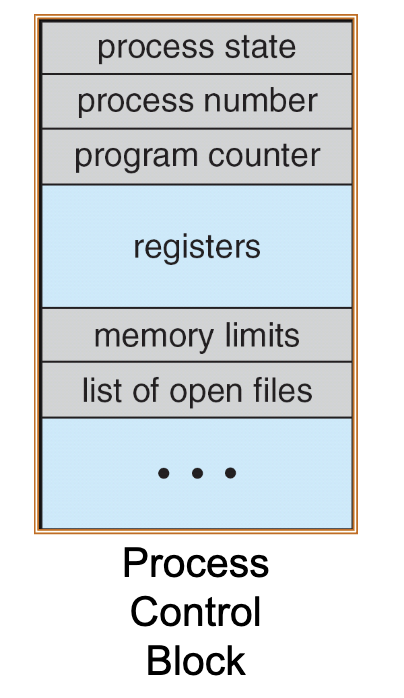 process state
process number
program counter
registers
memory limits
list of open files
• • •
Process
Control
Block